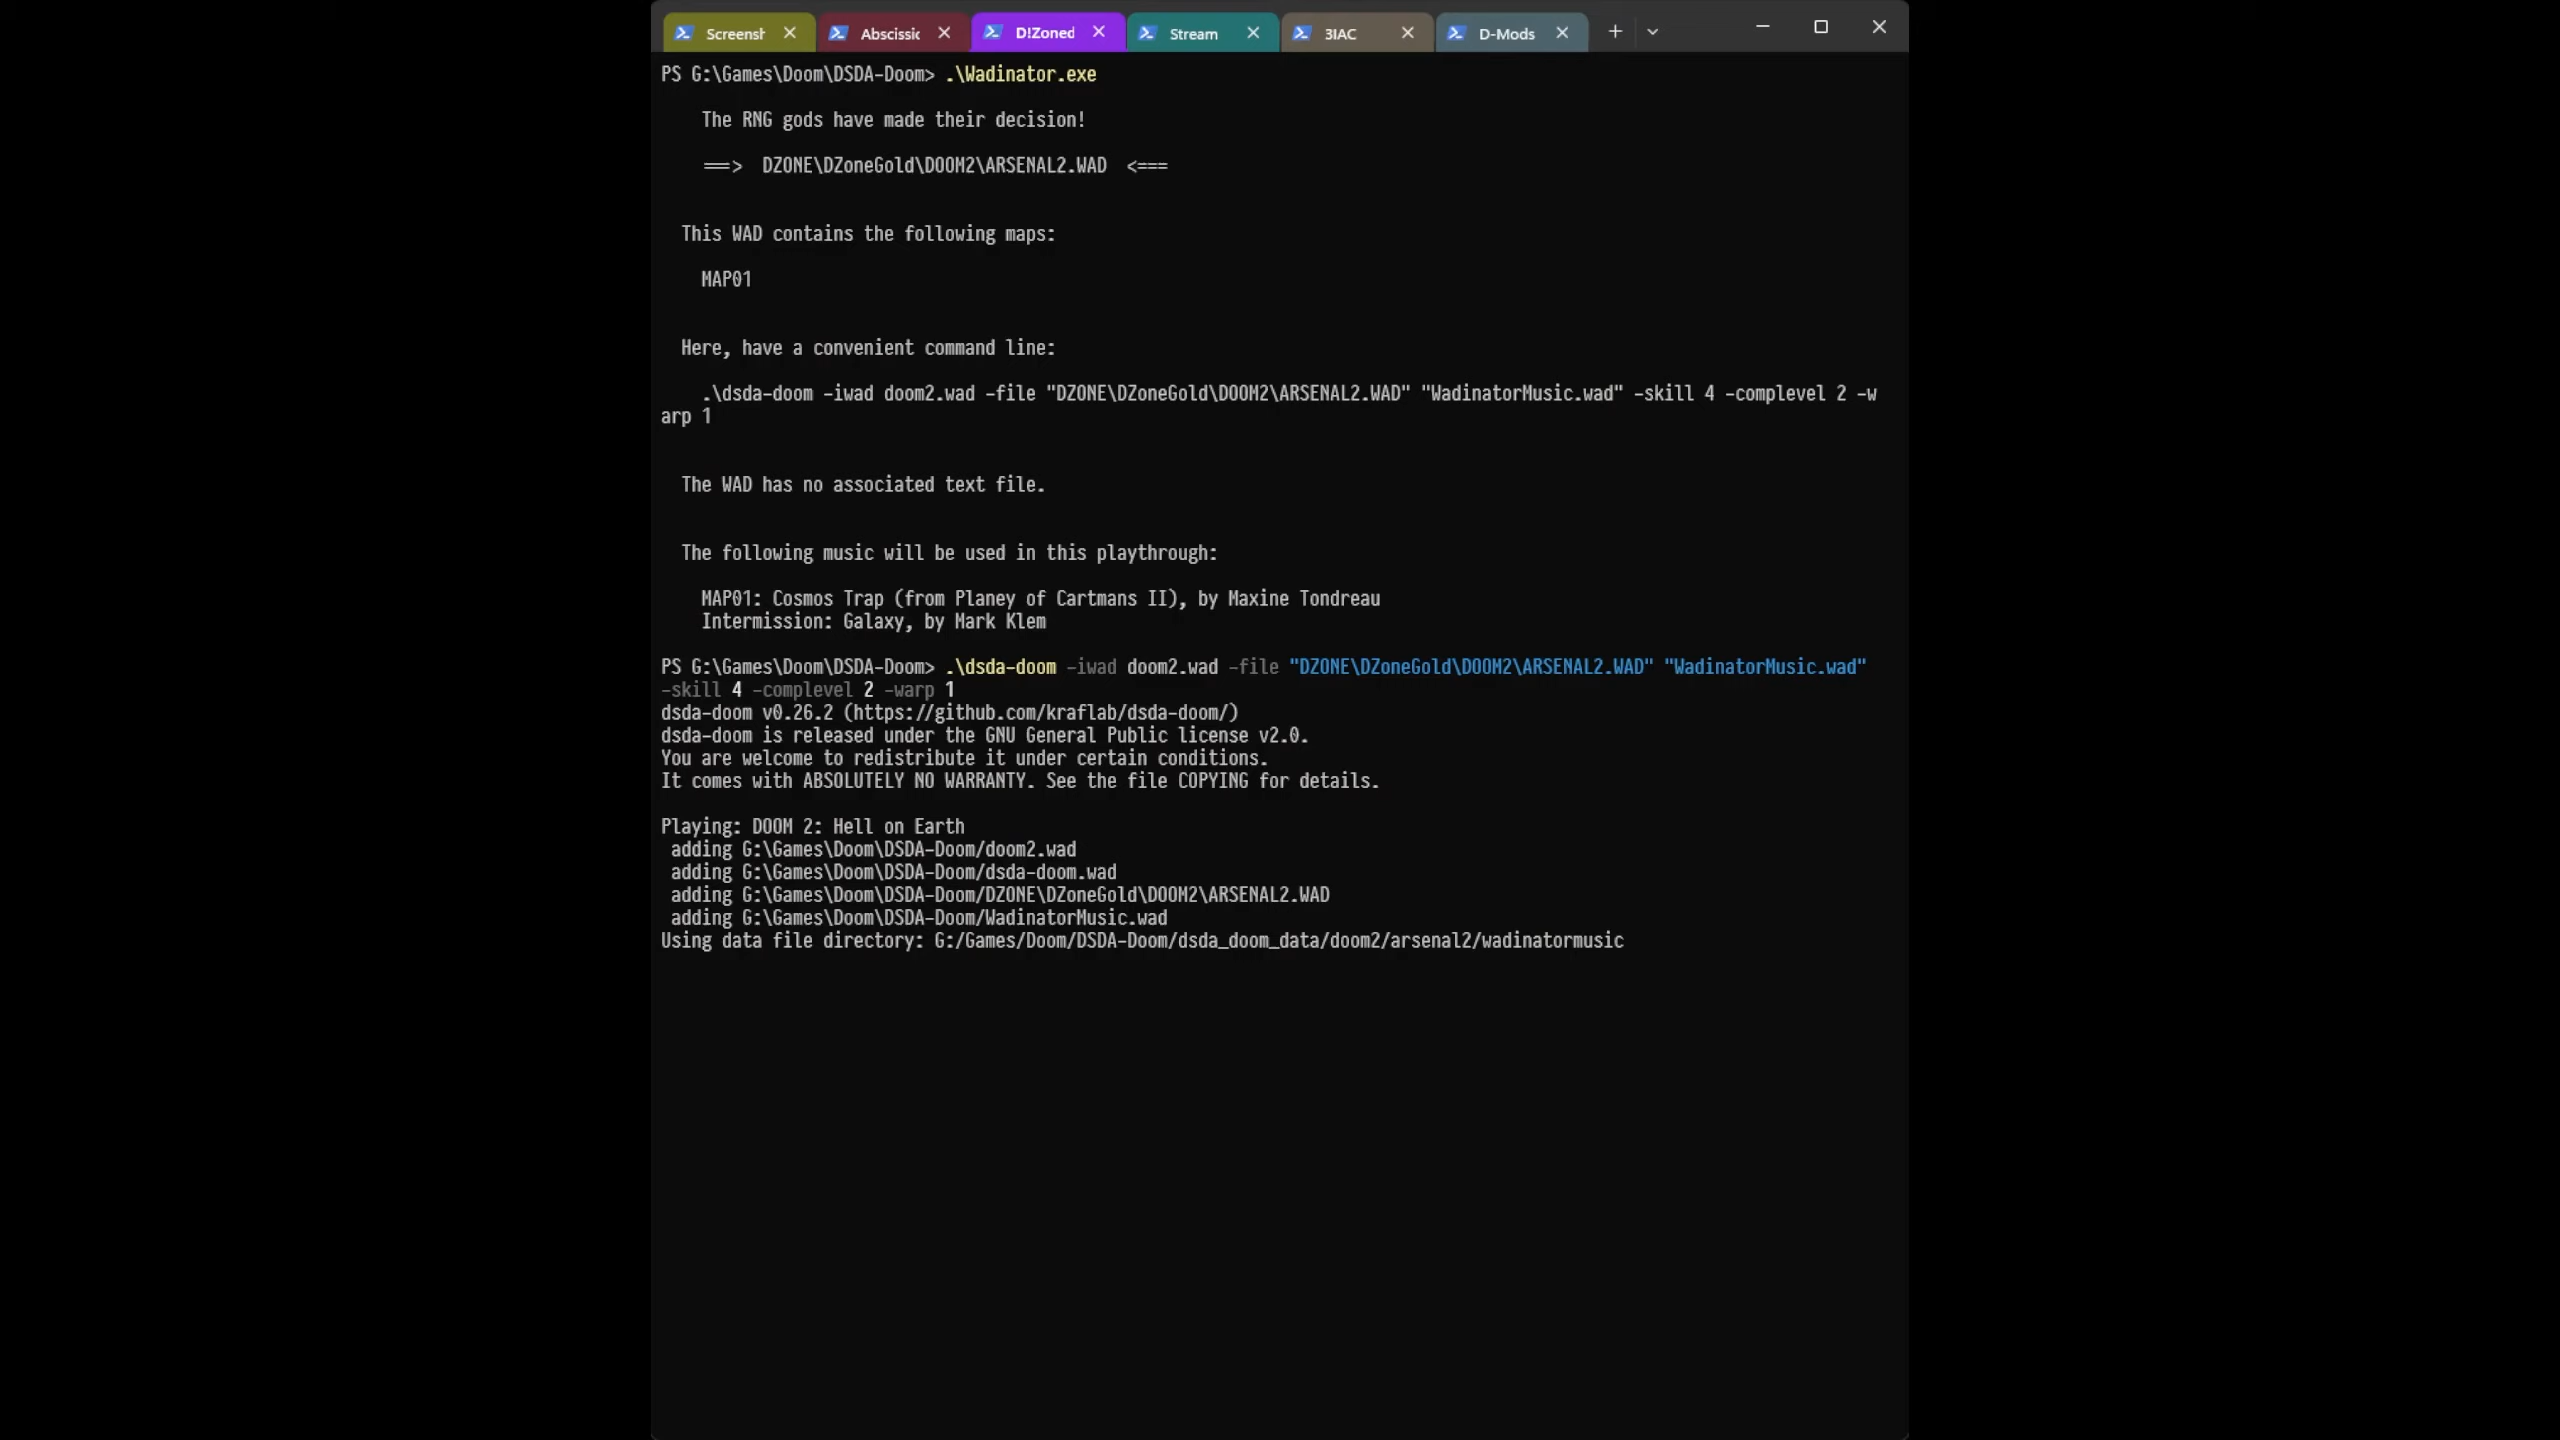 Screensh
Abscissic
D!Zoned
Stream
3IAC
D-Mods
PS G:\Games\Doom\DSDA-Doom> .\Wadinator.exe
The RNG gods have made their decision!
===> DZONE\DZoneGold\DOOM2\ARSENAL2.WAD <===
This WAD contains the following maps:
MAP01
Here, have a convenient command line:
.\dsda-doom -iwad doom2.wad -file "DZONE\DZoneGold\DOOM2\ARSENAL2.WAD" "WadinatorMusic.wad" -skill 4 -complevel 2 -w
arp 1
The WAD has no associated text file.
The following music will be used in this playthrough:
MAP01: Cosmos Trap (from Planey of Cartmans II), by Maxine Tondreau
Intermission: Galaxy, by Mark Klem
PS G:\Games\Doom\DSDA-Doom> .\dsda-doom -iwad doom2.wad -file "DZONE\DZoneGold\DOOM2\ARSENAL2.WAD" "WadinatorMusic.wad"
-skill 4 -complevel 2 -warp 1
dsda-doom v0.26.2 (https://github.com/kraflab/dsda-doom/)
dsda-doom is released under the GNU General Public license v2.0.
You are welcome to redistribute it under certain conditions.
It comes with ABSOLUTELY NO WARRANTY. See the file COPYING for details.
Playing: DOOM 2: Hell on Earth
adding G:\Games\Doom\DSDA-Doom/doom2.wad
adding G:\Games\Doom\DSDA-Doom/dsda-doom.wad
adding G:\Games\Doom\DSDA-Doom/DZONE\DZoneGold\DOOM2\ARSENAL2.WAD
adding G:\Games\Doom\DSDA-Doom/WadinatorMusic.wad
Using data file directory: G:/Games/Doom/DSDA-Doom/dsda_doom_data/doom2/arsenal2/wadinatormusic